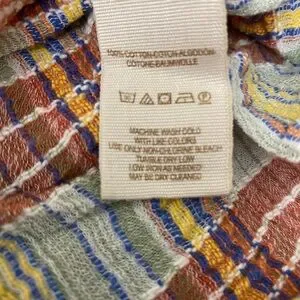 100% COTTON-COTON-ALGODON-
COTONE-BAUMWOLLE
MACHINE WASH COLD
WITH LIKE COLORS
USE ONLY NON-CHLORINE BLEACH
TUMBLE DRY LOW
LOW IRON AS NEEDED
MAY BE DRY CLEANED